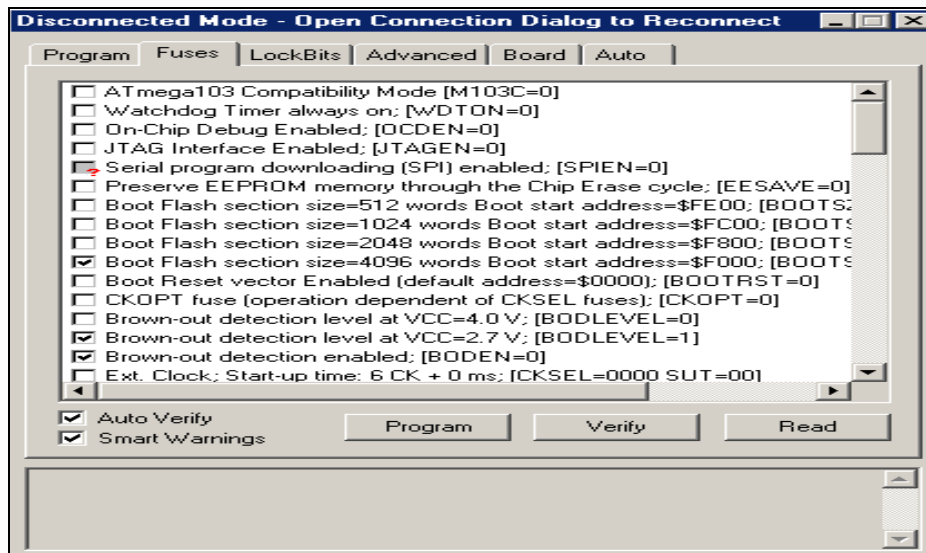 Disconnected Mode - Open Connection Dialog to Reconnect
Program Fuses LockBits Advanced Board Auto
ATmega103 Compatibility Mode [M103C=0]
Watchdog Timer always on; [WDTON=0]
On-Chip Debug Enabled; [OCDEN=0]
JTAG Interface Enabled; [JTAGEN=0]
? Serial program downloading (SPI) enabled; [SPIEN=0]
Preserve EEPROM memory through the Chip Erase cycle; [EESAVE=0]
Boot Flash section size=512 words Boot start address=$FE00; [BOOTSZ
Boot Flash section size=1024 words Boot start address=$FC00; [BOOTS
Boot Flash section size=2048 words Boot start address=$F800; [BOOTS
Boot Flash section size=4096 words Boot start address=$F000; [BOOTS
Boot Reset vector Enabled (default address=$0000); [BOOTRST=0]
CKOPT fuse (operation dependent of CKSEL fuses); [CKOPT=0]
Brown-out detection level at VCC=4.0 V; [BODLEVEL=0]
Brown-out detection level at VCC=2.7 V; [BODLEVEL=1]
Brown-out detection enabled; [BODEN=0]
Ext. Clock; Start-up time: 6 CK + 0 ms; [CKSEL=0000 SUT=00]
Auto Verify
Smart Warnings
Program Verify Read